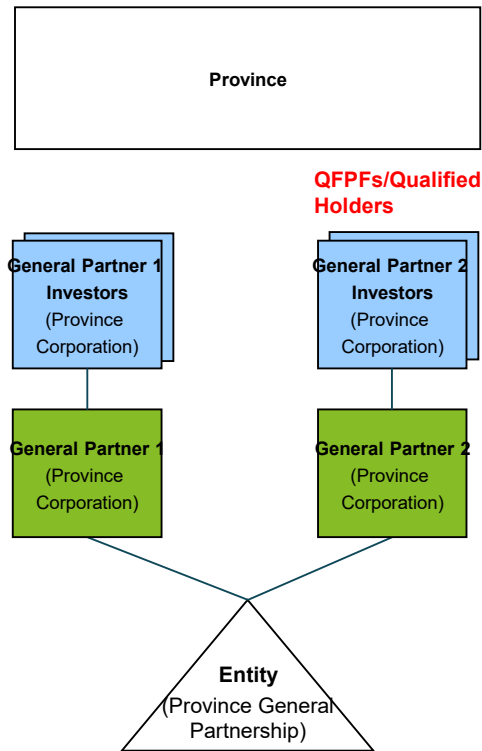 Province
QFPFs/Qualified
Holders
General Partner 1
Investors
(Province
Corporation)
General Partner 2
Investors
(Province
Corporation)
General Partner 1
(Province
Corporation)
General Partner 2
(Province
Corporation)
Entity
(Province General
Partnership)